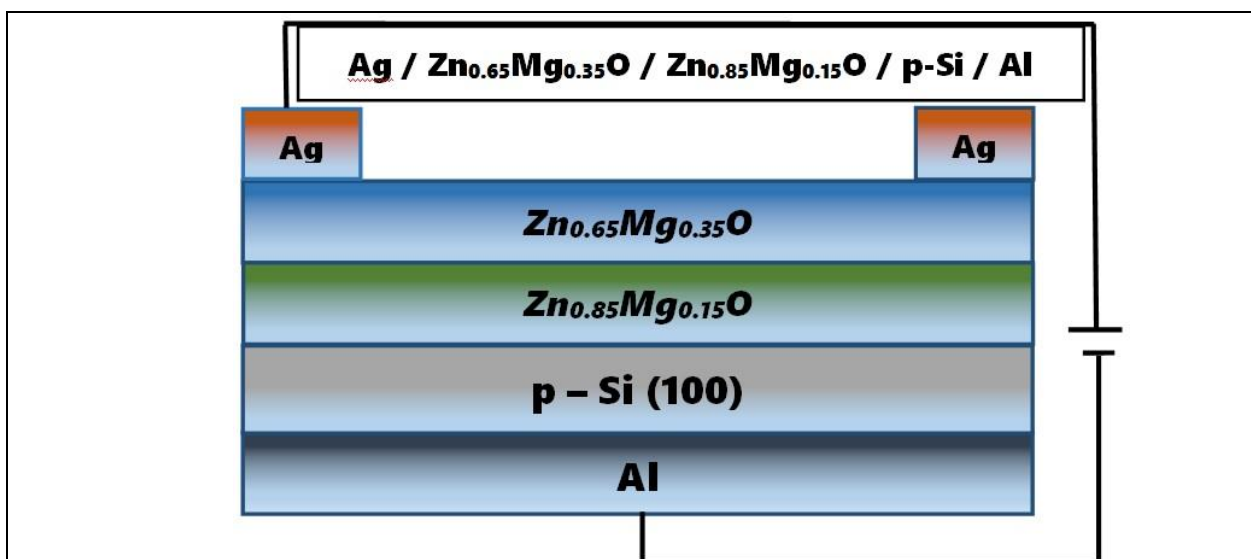 Ag / Zn₀.₆₅Mg₀.₃₅O / Zn₀.₈₅Mg₀.₁₅O / p-Si / Al
Ag
Ag
Zn₀.₆₅Mg₀.₃₅O
Zn₀.₈₅Mg₀.₁₅O
p – Si (100)
Al